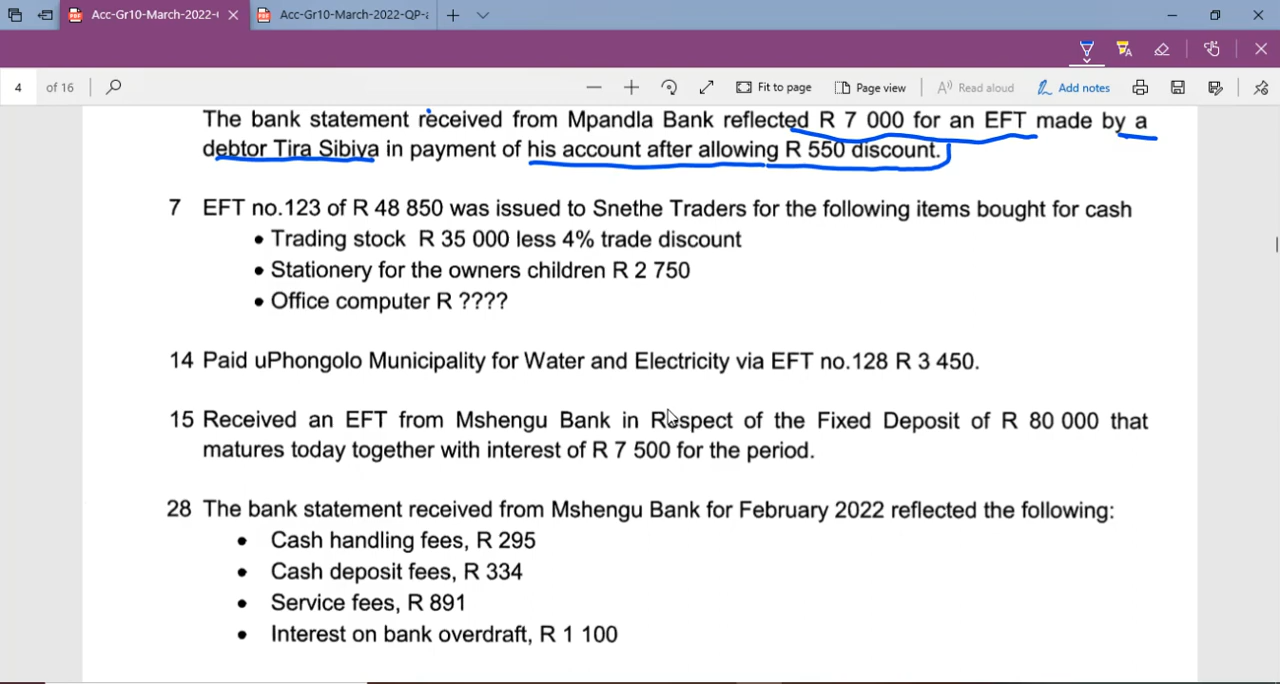 Acc-Gr10-March-2022-
Acc-Gr10-March-2022-QP-
4 of 16 Fit to page Page view Read aloud Add notes
The bank statement received from Mpandla Bank reflected R 7 000 for an EFT made by a
debtor Tira Sibiya in payment of his account after allowing R 550 discount.
7 EFT no.123 of R 48 850 was issued to Snethe Traders for the following items bought for cash
• Trading stock R 35 000 less 4% trade discount
• Stationery for the owners children R 2 750
• Office computer R ????
14 Paid uPhongolo Municipality for Water and Electricity via EFT no.128 R 3 450.
15 Received an EFT from Mshengu Bank in Respect of the Fixed Deposit of R 80 000 that
matures today together with interest of R 7 500 for the period.
28 The bank statement received from Mshengu Bank for February 2022 reflected the following:
• Cash handling fees, R 295
• Cash deposit fees, R 334
• Service fees, R 891
• Interest on bank overdraft, R 1 100